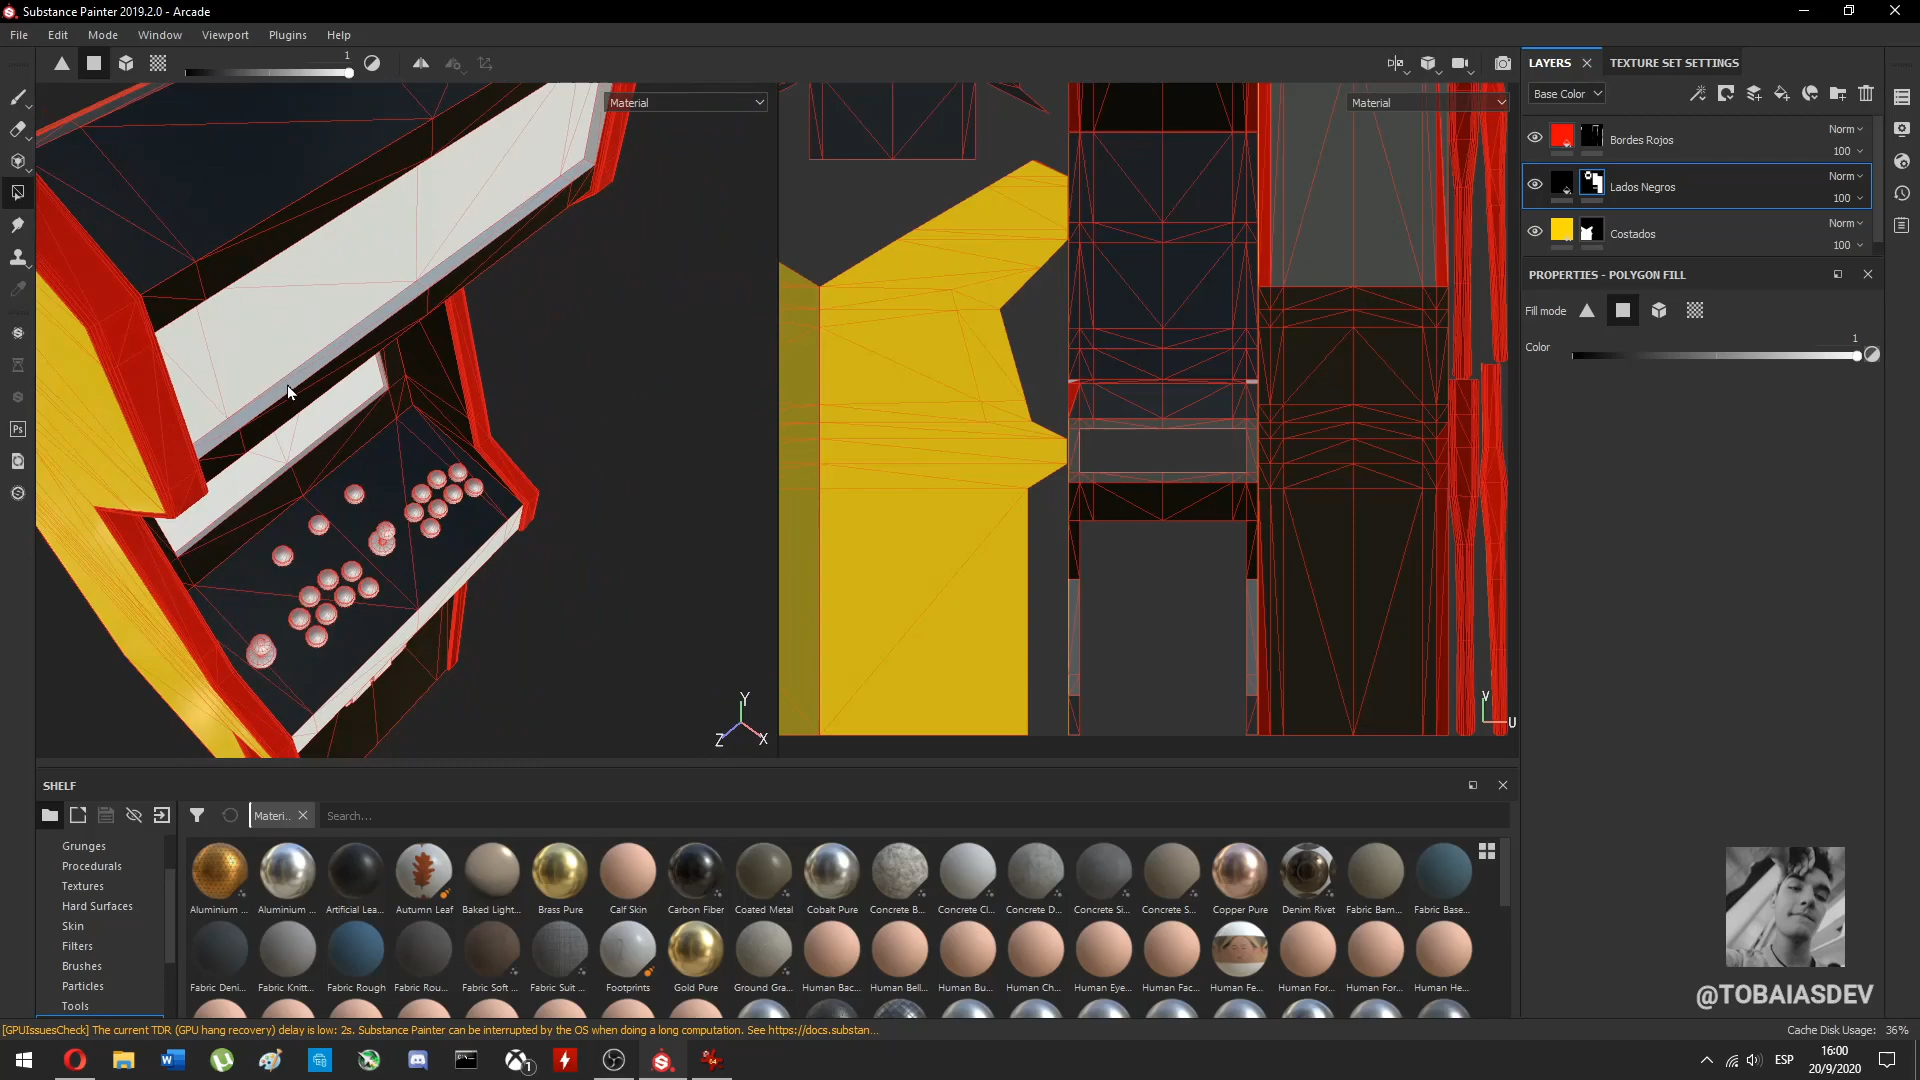 Substance Painter 2019.2.0 - Arcade
File Edit Mode Window Viewport Plugins Help
1
Material
Material
Z Y X
V U
LAYERS TEXTURE SET SETTINGS
Base Color
Bordes Rojos Norm 100
Lados Negros Norm 100
Costados Norm 100
PROPERTIES - POLYGON FILL
Fill mode
Color 1
SHELF
Materi.. Search...
Grunges
Procedurals
Textures
Hard Surfaces
Skin
Filters
Brushes
Particles
Tools
Aluminium ... Aluminium ... Artificial Lea... Autumn Leaf Baked Light... Brass Pure Calf Skin Carbon Fiber Coated Metal Cobalt Pure Concrete B... Concrete Cl... Concrete D... Concrete Si... Concrete S... Copper Pure Denim Rivet Fabric Bam... Fabric Base...
Fabric Deni... Fabric Knitt... Fabric Rough Fabric Rou... Fabric Soft ... Fabric Suit ... Footprints Gold Pure Ground Gra... Human Bac... Human Bell... Human Bu... Human Ch... Human Eye... Human Fac... Human Fe... Human For... Human For... Human He...
@TOBAIASDEV
[GPUIssuesCheck] The current TDR (GPU hang recovery) delay is low: 2s. Substance Painter can be interrupted by the OS when doing a long computation. See https://docs.substan...
Cache Disk Usage: 36%
Ps
W
1
64
ESP
16:00
20/9/2020